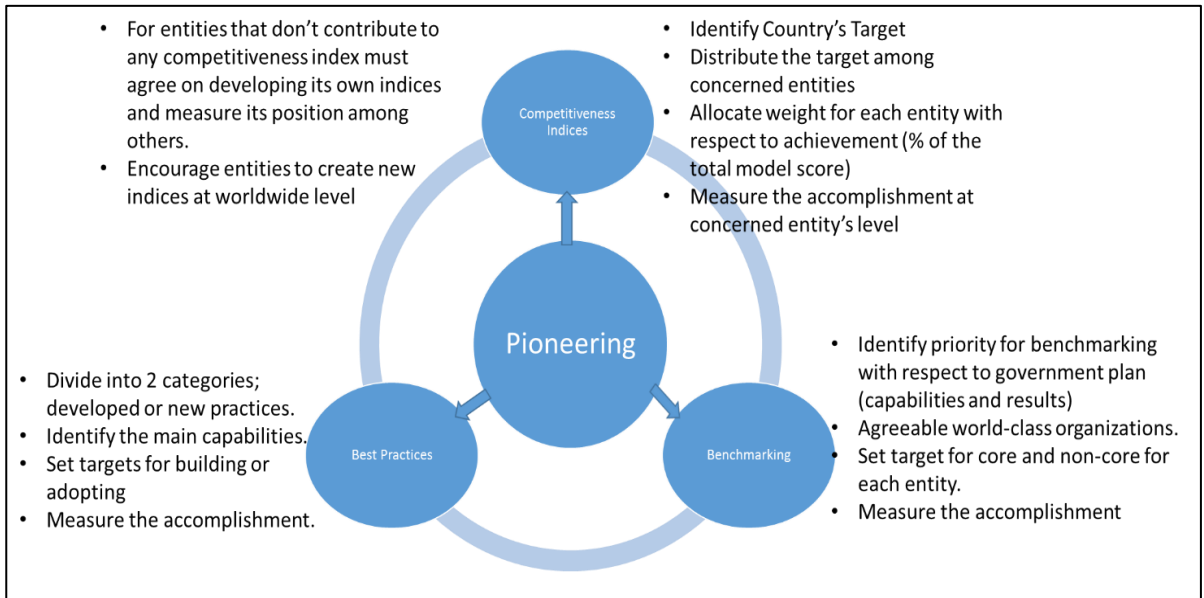 • For entities that don’t contribute to
any competitiveness index must
agree on developing its own indices
and measure its position among
others.
• Encourage entities to create new
indices at worldwide level
Competitiveness
Indices
• Identify Country’s Target
• Distribute the target among
concerned entities
• Allocate weight for each entity with
respect to achievement (% of the
total model score)
• Measure the accomplishment at
concerned entity’s level
Pioneering
• Divide into 2 categories;
developed or new practices.
• Identify the main capabilities.
• Set targets for building or
adopting
• Measure the accomplishment.
Best Practices
Benchmarking
• Identify priority for benchmarking
with respect to government plan
(capabilities and results)
• Agreeable world-class organizations.
• Set target for core and non-core for
each entity.
• Measure the accomplishment